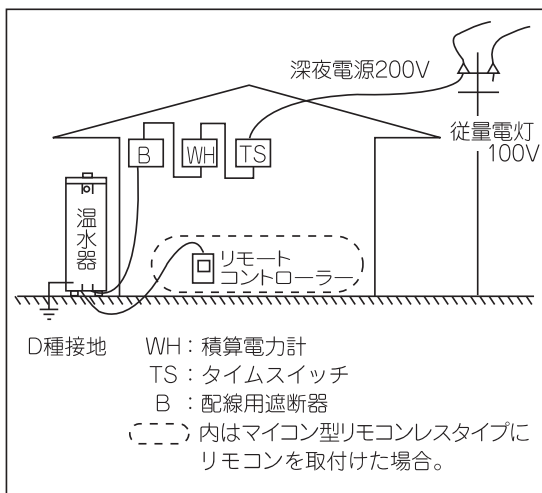 深夜電源200V
従量電灯
100V
B
WH
TS
温水器
リモート
コントローラー
D種接地
WH：積算電力計
TS：タイムスイッチ
B：配線用遮断器
内はマイコン型リモコンレスタイプに
リモコンを取付けた場合。